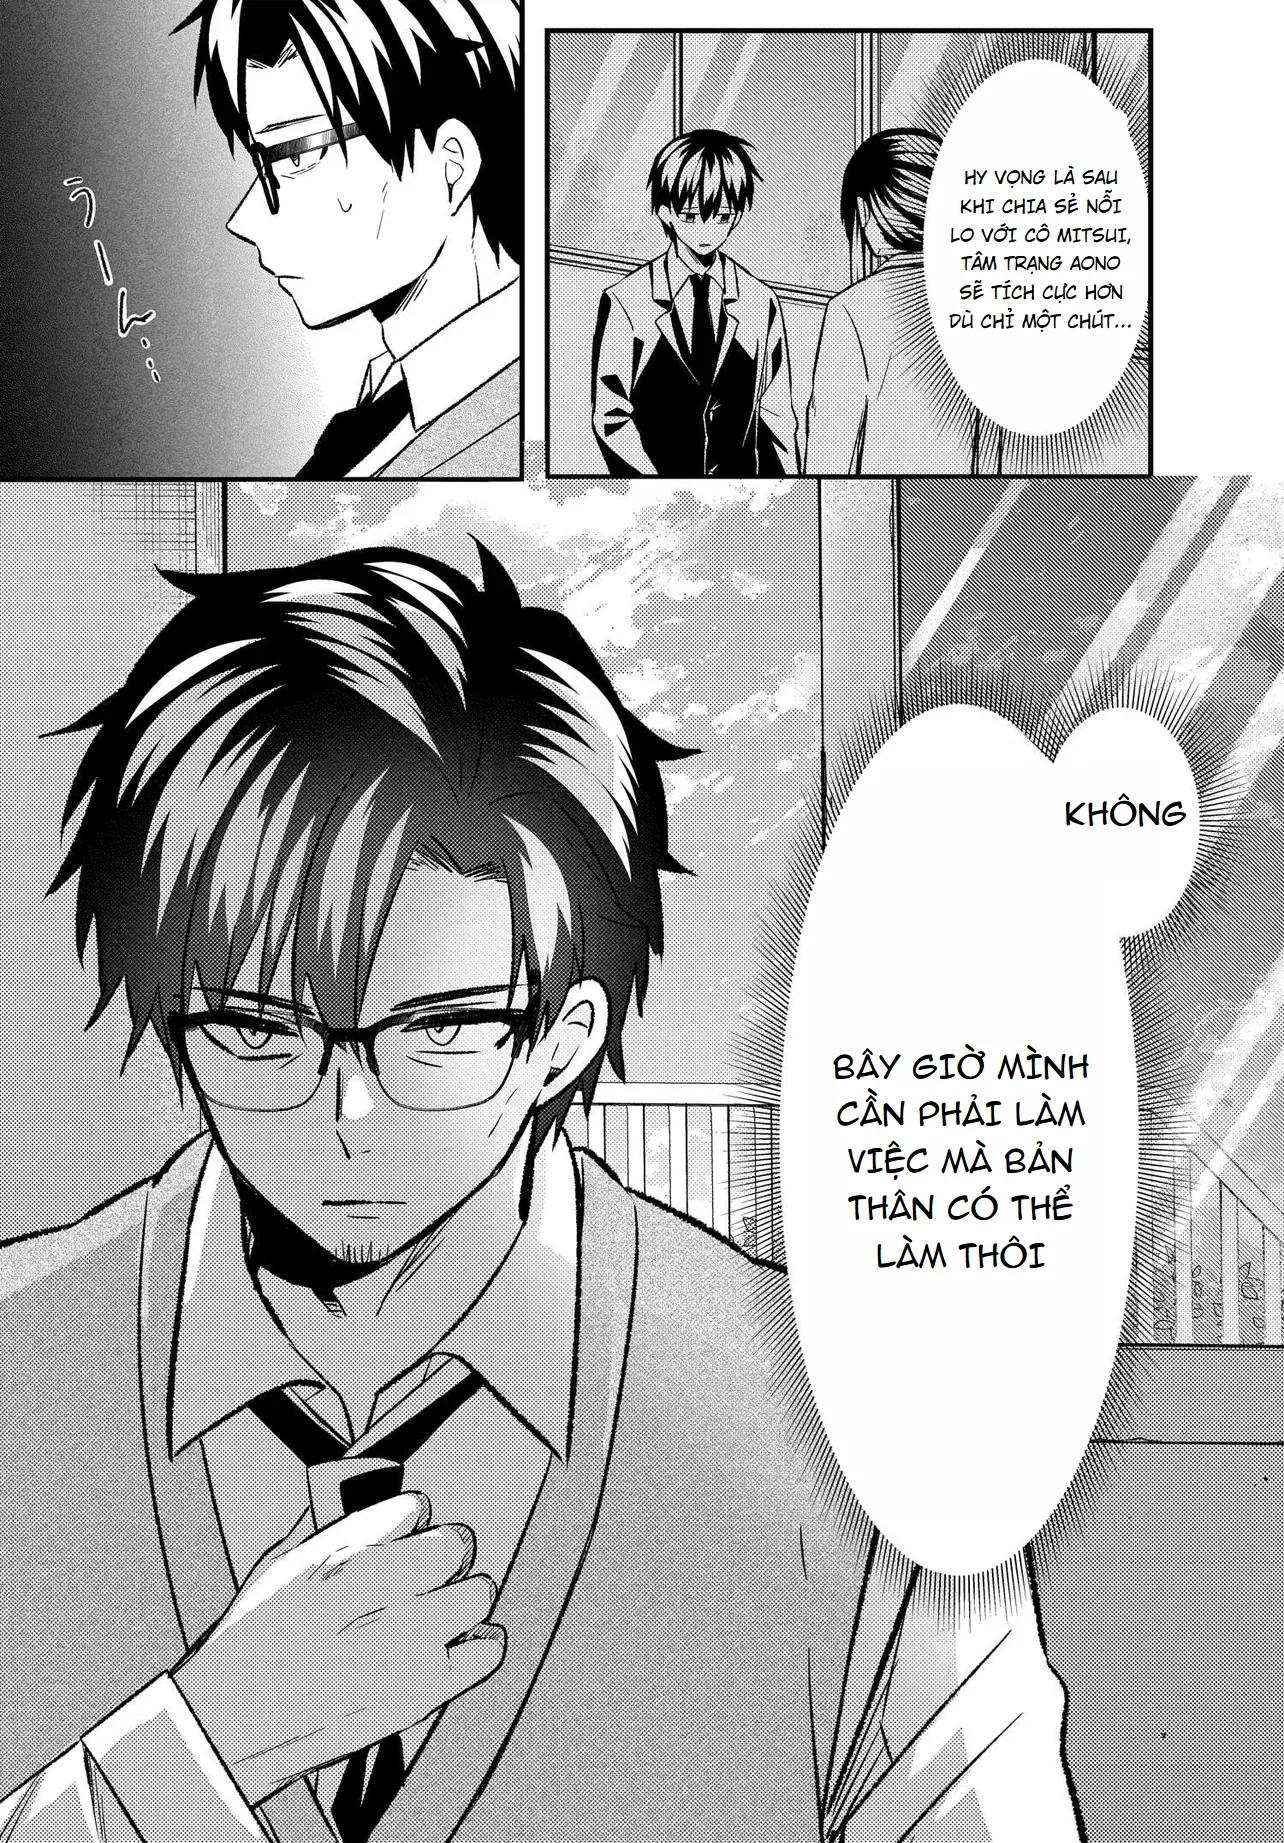 HY VỌNG LÀ SAU
KHI CHIA SẺ NỖI
LO VỚI CÔ MITSUI,
TÂM TRẠNG AONO
SẼ TÍCH CỰC HƠN
DÙ CHỈ MỘT CHÚT...
うーん…
KHÔNG
BÂY GIỜ MÌNH
CẦN PHẢI LÀM
VIỆC MÀ BẢN
THÂN CÓ THỂ
LÀM THÔI